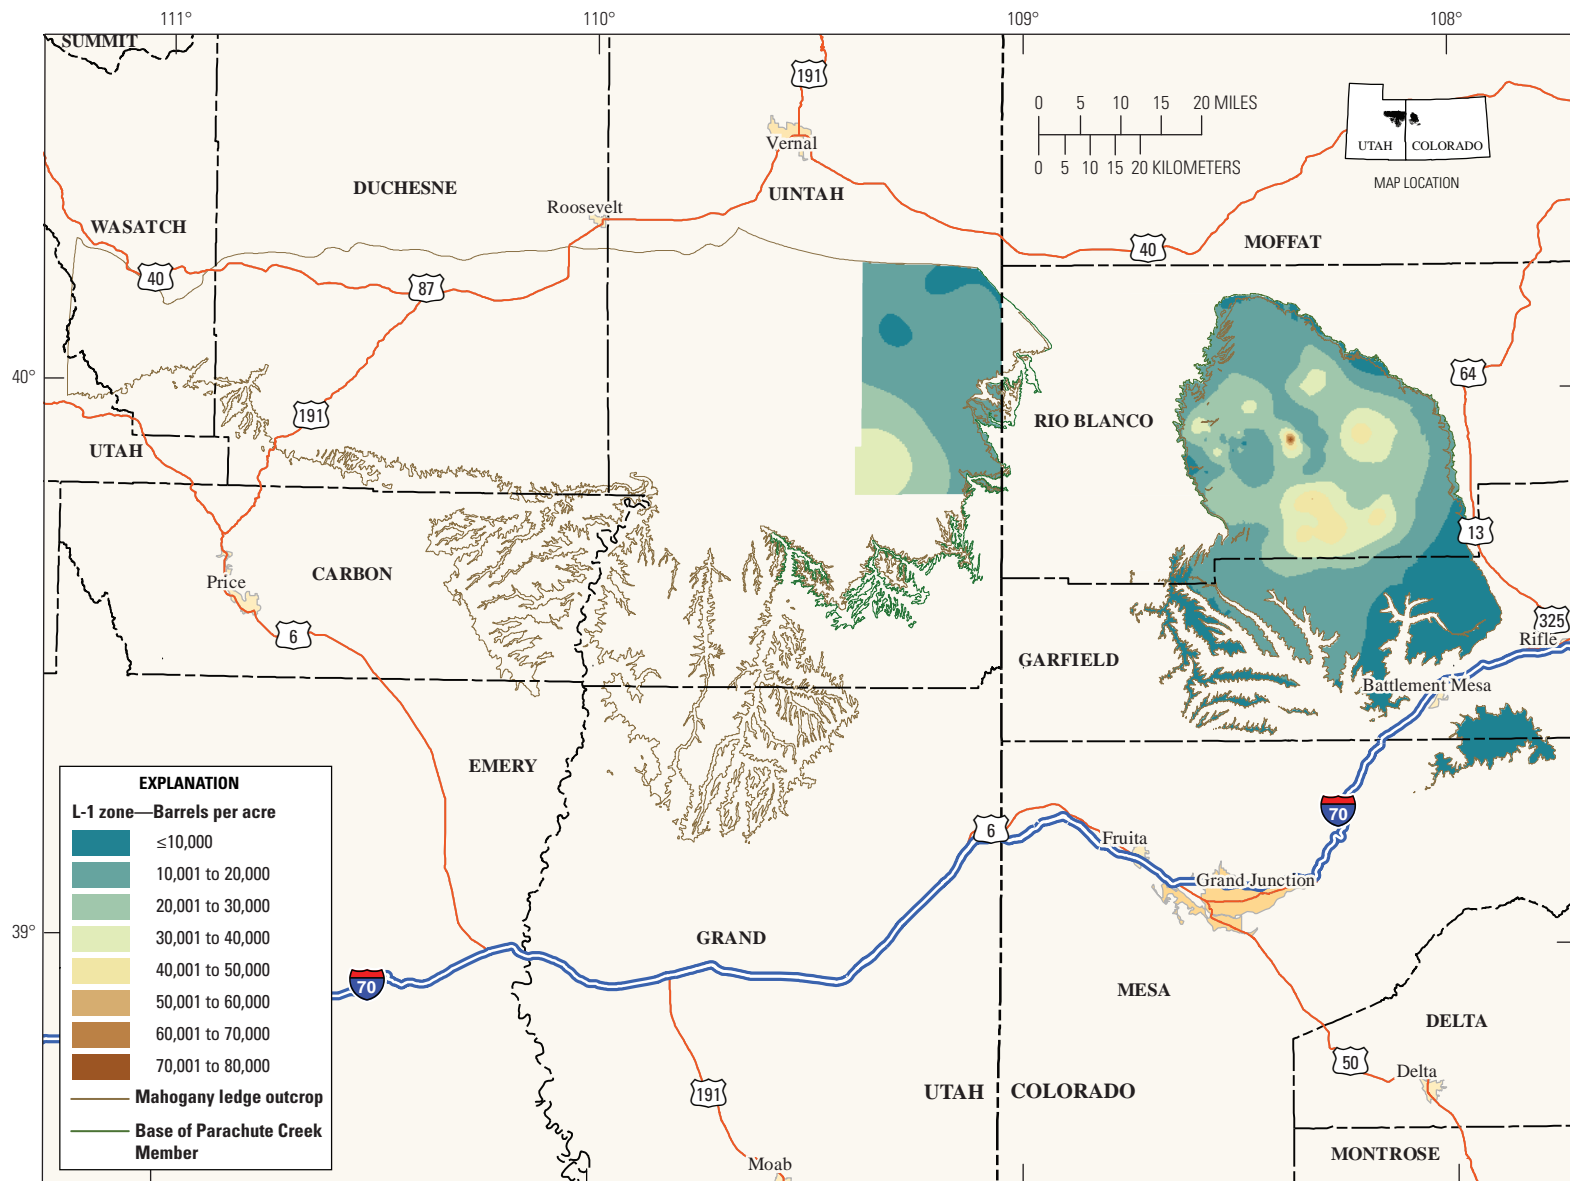 111°
110°
109°
108°
SUMMIT
191
Vernal
0 5 10 15 20 MILES
0 5 10 15 20 KILOMETERS
UTAH COLORADO
MAP LOCATION
DUCHESNE
UINTAH
Roosevelt
WASATCH
MOFFAT
40
40
87
40°
64
191
RIO BLANCO
UTAH
13
Price
CARBON
325
Rifle
6
GARFIELD
Battlement Mesa
EMERY
EXPLANATION
L-1 zone—Barrels per acre
≤10,000
10,001 to 20,000
20,001 to 30,000
30,001 to 40,000
40,001 to 50,000
50,001 to 60,000
60,001 to 70,000
70,001 to 80,000
Mahogany ledge outcrop
Base of Parachute Creek
Member
70
6
Fruita
Grand Junction
39°
GRAND
70
MESA
DELTA
50
Delta
191
UTAH
COLORADO
MONTROSE
Moab